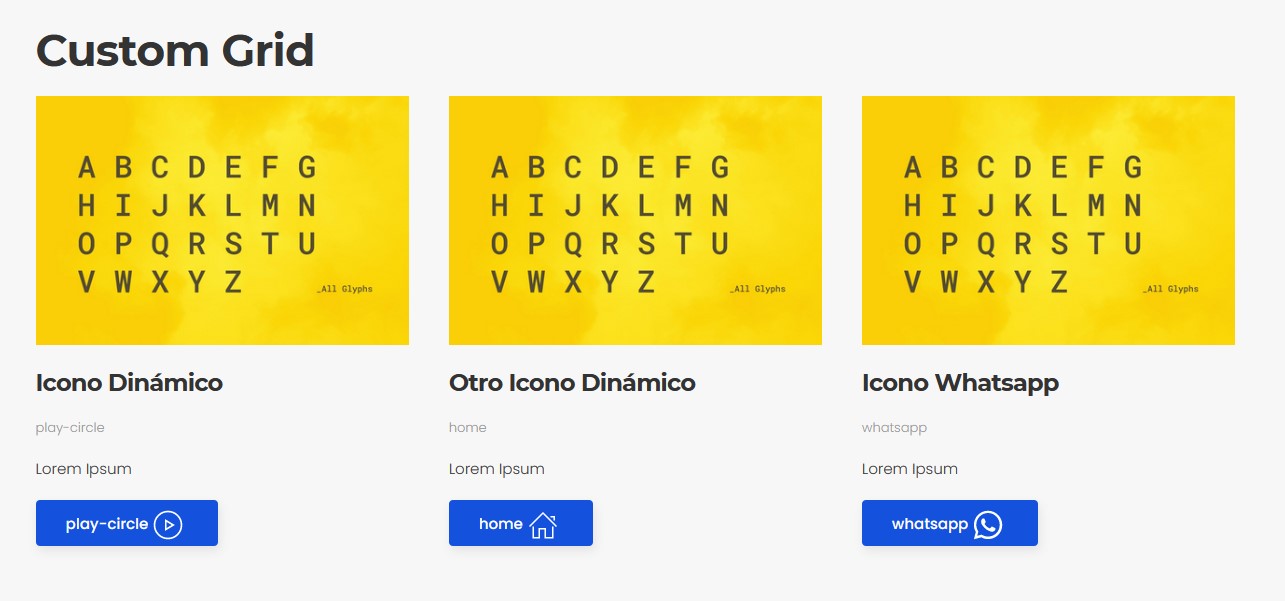 Custom Grid
A B C D E F G
H I J K L M N
O P Q R S T U
V W X Y Z
_All Glyphs
Icono Dinámico
play-circle
Lorem Ipsum
play-circle
A B C D E F G
H I J K L M N
O P Q R S T U
V W X Y Z
_All Glyphs
Otro Icono Dinámico
home
Lorem Ipsum
home
A B C D E F G
H I J K L M N
O P Q R S T U
V W X Y Z
_All Glyphs
Icono Whatsapp
whatsapp
Lorem Ipsum
whatsapp